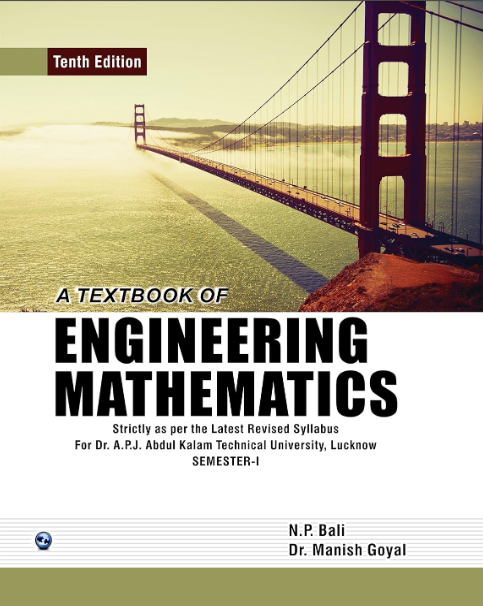 Tenth Edition
A TEXTBOOK OF
ENGINEERING
MATHEMATICS
Strictly as per the Latest Revised Syllabus
For Dr. A.P.J. Abdul Kalam Technical University, Lucknow
SEMESTER-I
N.P. Bali
Dr. Manish Goyal